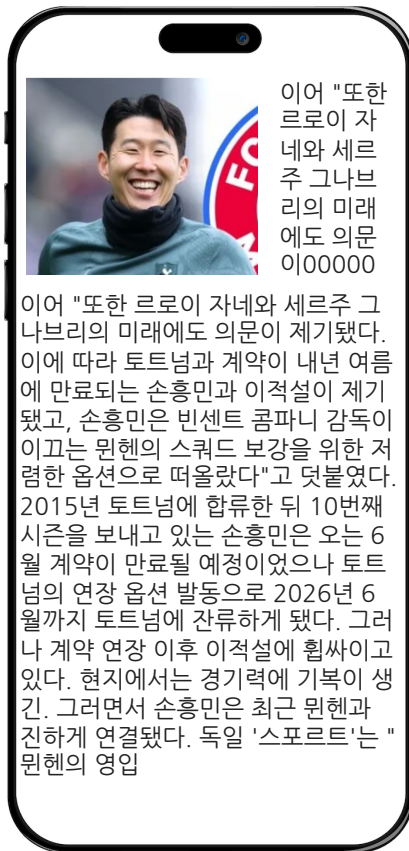 이어 "또한
르로이 자
네와 세르
주 그나브
리의 미래
에도 의문
이00000
FC
이어 "또한 르로이 자네와 세르주 그
나브리의 미래에도 의문이 제기됐다.
이에 따라 토트넘과 계약이 내년 여름
에 만료되는 손흥민과 이적설이 제기
됐고, 손흥민은 빈센트 콤파니 감독이
이끄는 뮌헨의 스쿼드 보강을 위한 저
렴한 옵션으로 떠올랐다"고 덧붙였다.
2015년 토트넘에 합류한 뒤 10번째
시즌을 보내고 있는 손흥민은 오는 6
월 계약이 만료될 예정이었으나 토트
넘의 연장 옵션 발동으로 2026년 6
월까지 토트넘에 잔류하게 됐다. 그러
나 계약 연장 이후 이적설에 휩싸이고
있다. 현지에서는 경기력에 기복이 생
긴. 그러면서 손흥민은 최근 뮌헨과
진하게 연결됐다. 독일 '스포르트'는 "
뮌헨의 영입